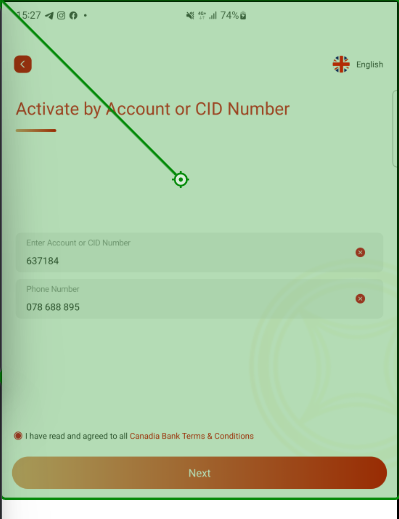 15:27
74%
English
Activate by Account or CID Number
Enter Account or CID Number
637184
Phone Number
078 688 895
I have read and agreed to all Canadia Bank Terms & Conditions
Next